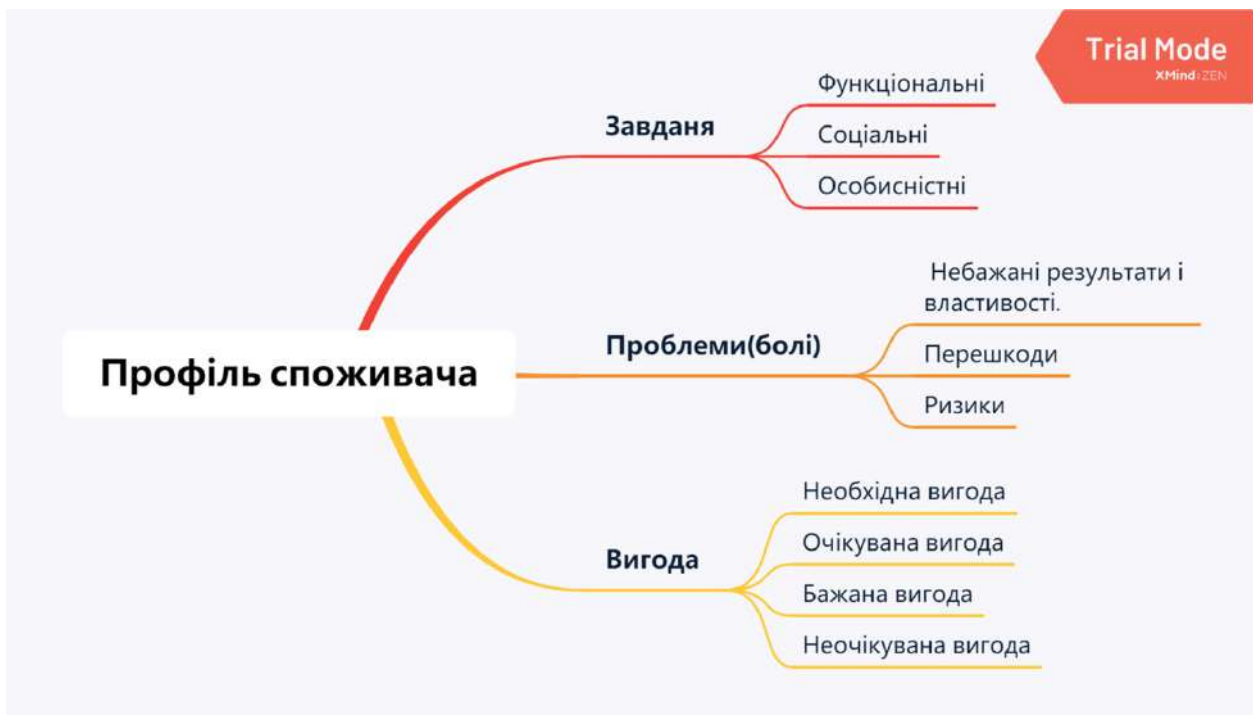 Trial Mode
XMind:ZEN
Профіль споживача
Завданя
Функціональні
Соціальні
Особисністні
Проблеми(болі)
Небажані результати і
властивості.
Перешкоди
Ризики
Вигода
Необхідна вигода
Очікувана вигода
Бажана вигода
Неочікувана вигода